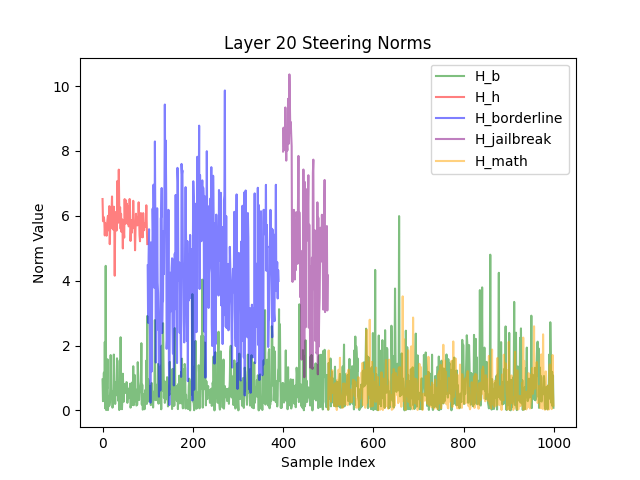 Layer 20 Steering Norms
H_b
H_h
H_borderline
H_jailbreak
H_math
Norm Value
10
8
6
4
2
0
0 200 400 600 800 1000
Sample Index